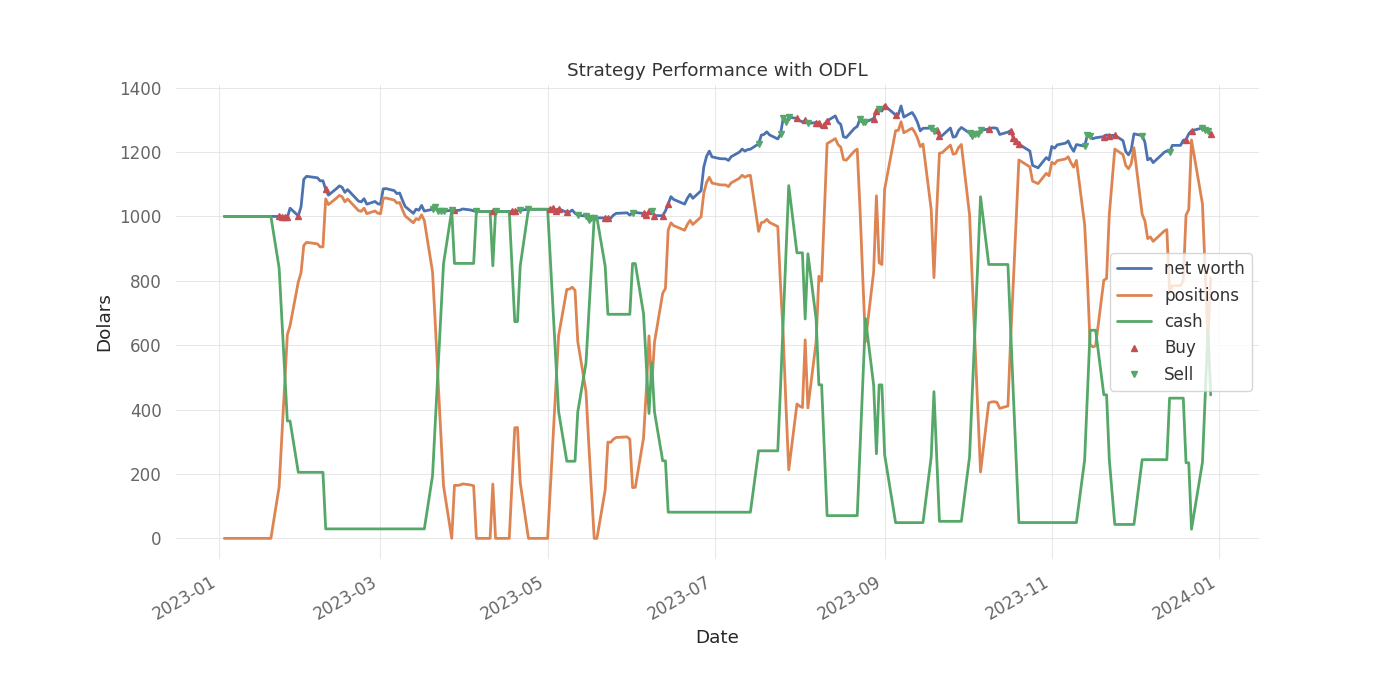 Strategy Performance with ODFL
1400
1200
1000
800
600
400
200
0
Dolars
2023-01
2023-03
2023-05
2023-07
2023-09
2023-11
2024-01
Date
net worth
positions
cash
Buy
Sell